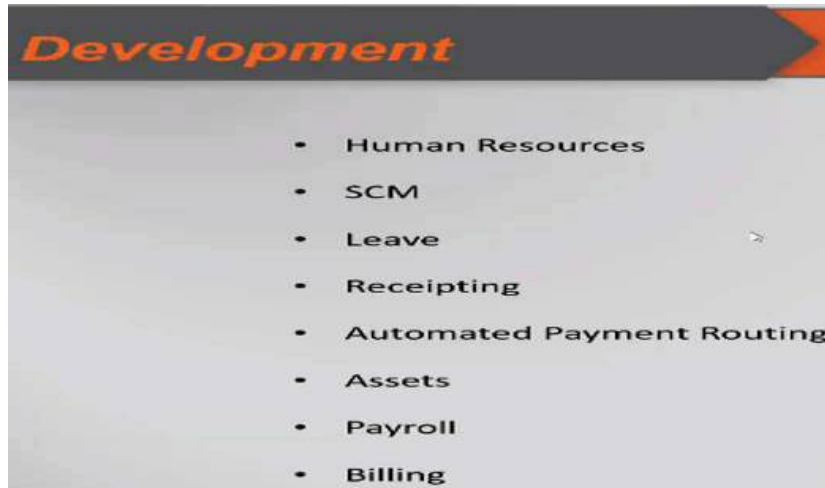 Development
• Human Resources
• SCM
• Leave
• Receipting
• Automated Payment Routing
• Assets
• Payroll
• Billing